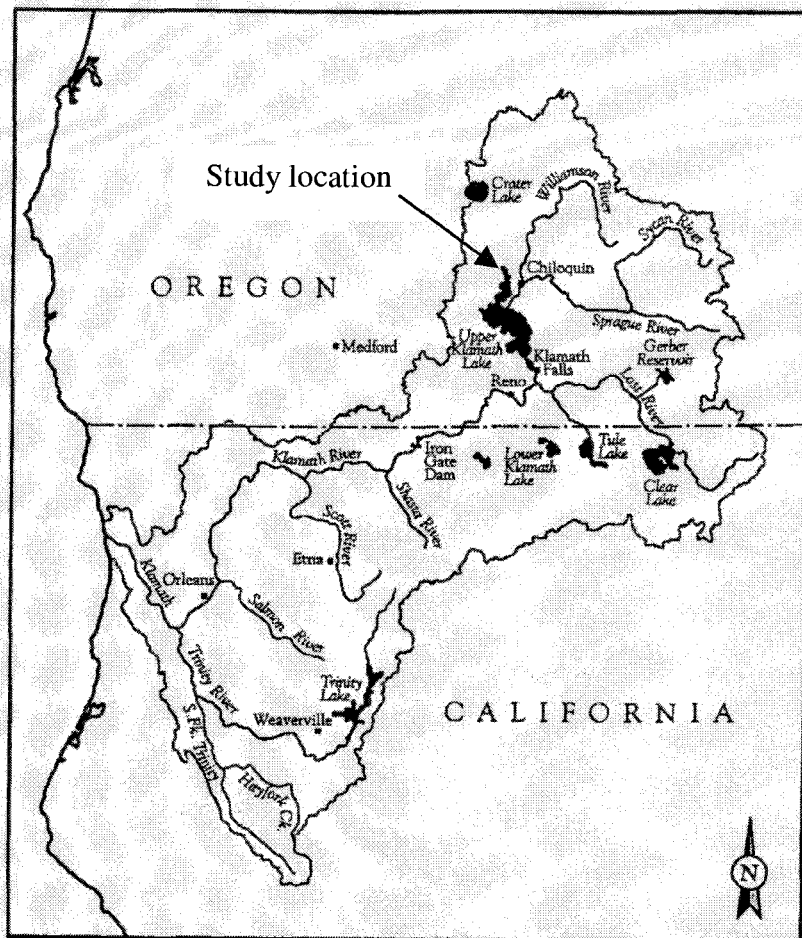 Study location
Crater
Lake
Williamson
River
Sycan River
Chiloquin
OREGON
Sprague River
Upper
Klamath
Lake
Medford
Klamath
Falls
Gerber
Reservoir
Reno
Lost River
Klamath River
Iron
Gate
Dam
Lower
Klamath
Lake
Tule
Lake
Clear
Lake
Shasta River
Scott
River
Etna
Klamath
Orleans
Salmon
River
Trinity River
Trinity
Lake
S. Fk. Trinity
Weaverville
CALIFORNIA
Hayfork Ck.
N